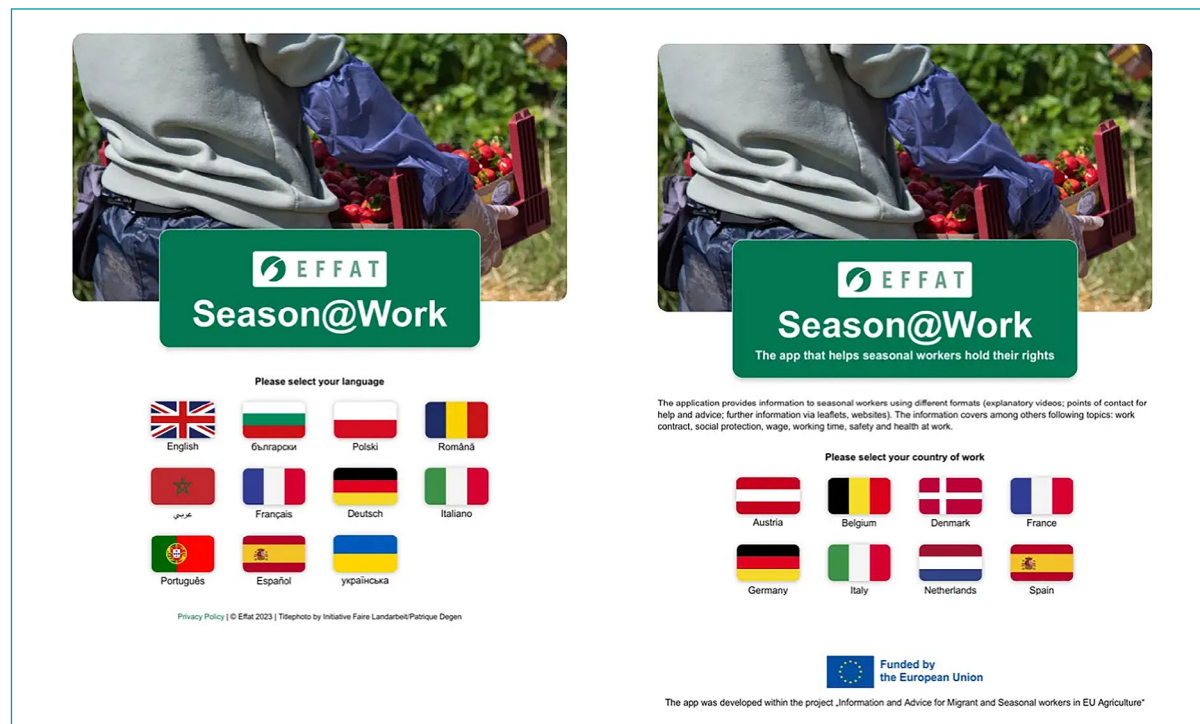 EFFAT
Season@Work
Please select your language
English
български
Polski
Română
عربي
Français
Deutsch
Italiano
Português
Español
українська
Privacy Policy | © Effat 2023 | Titlephoto by Initiative Faire Landarbeit/Patrique Degen
EFFAT
Season@Work
The app that helps seasonal workers hold their rights
The application provides information to seasonal workers using different formats (explanatory videos; points of contact for
help and advice; further information via leaflets, websites). The information covers among others following topics: work
contract, social protection, wage, working time, safety and health at work.
Please select your country of work
Austria
Belgium
Denmark
France
Germany
Italy
Netherlands
Spain
Funded by
the European Union
The app was developed within the project „Information and Advice for Migrant and Seasonal workers in EU Agriculture“